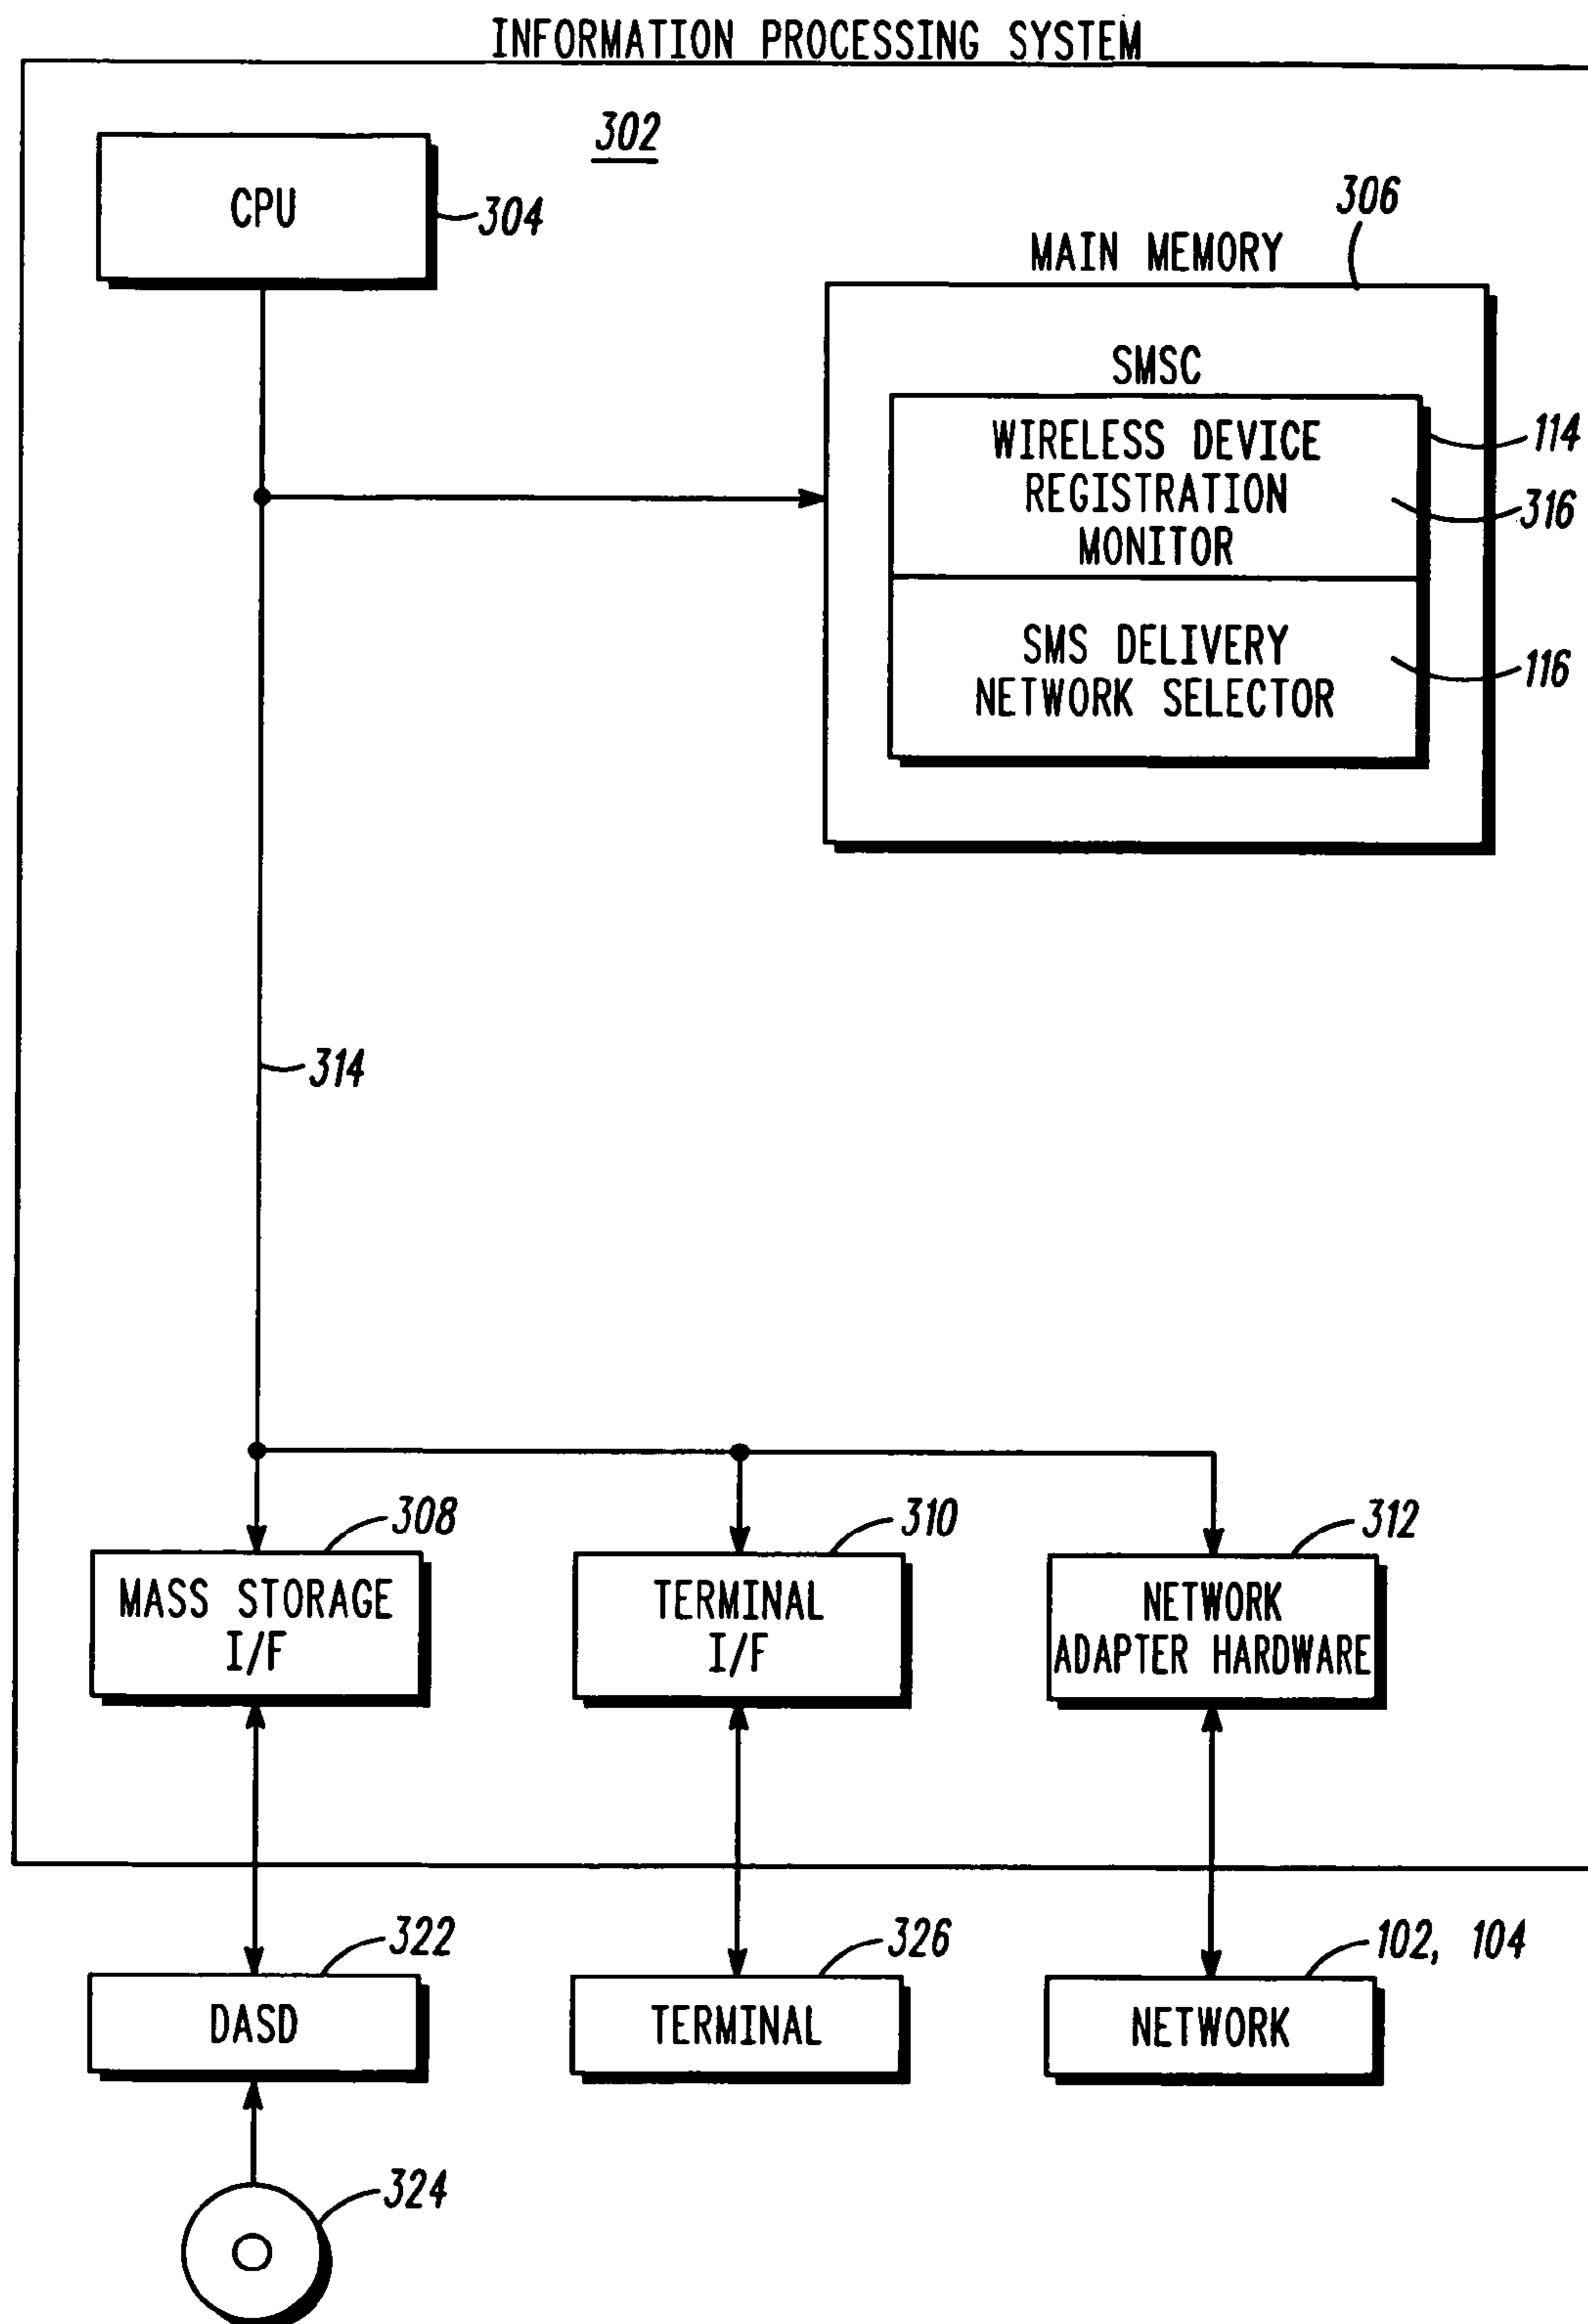 INFORMATION PROCESSING SYSTEM
302
CPU
304
306
MAIN MEMORY
SMSC
WIRELESS DEVICE
REGISTRATION
MONITOR
114
316
SMS DELIVERY
NETWORK SELECTOR
116
314
308
310
312
MASS STORAGE
I/F
TERMINAL
I/F
NETWORK
ADAPTER HARDWARE
322
326
102, 104
DASD
TERMINAL
NETWORK
324